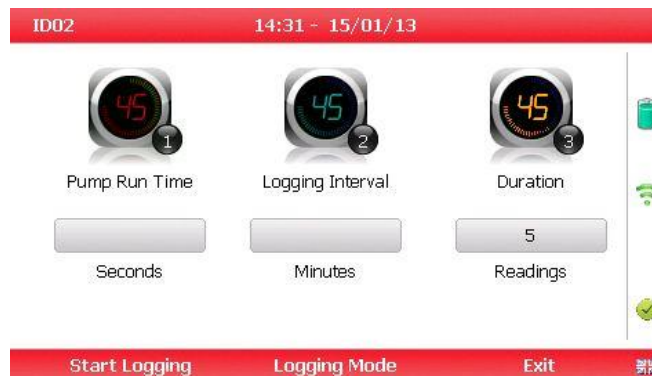 ID02 14:31 - 15/01/13
45 45 45
1 2 3
Pump Run Time Logging Interval Duration
5
Seconds Minutes Readings
Start Logging Logging Mode Exit